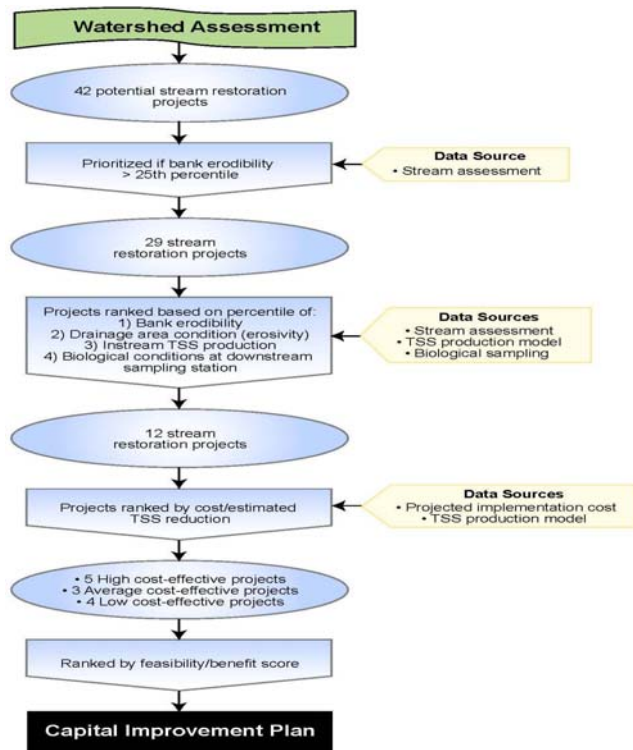 Watershed Assessment
42 potential stream restoration
projects
Prioritized if bank erodibility
> 25th percentile
Data Source
• Stream assessment
29 stream
restoration projects
Projects ranked based on percentile of:
1) Bank erodibility
2) Drainage area condition (erosivity)
3) Instream TSS production
4) Biological conditions at downstream
sampling station
Data Sources
• Stream assessment
• TSS production model
• Biological sampling
12 stream
restoration projects
Projects ranked by cost/estimated
TSS reduction
Data Sources
• Projected implementation cost
• TSS production model
• 5 High cost-effective projects
• 3 Average cost-effective projects
• 4 Low cost-effective projects
Ranked by feasibility/benefit score
Capital Improvement Plan